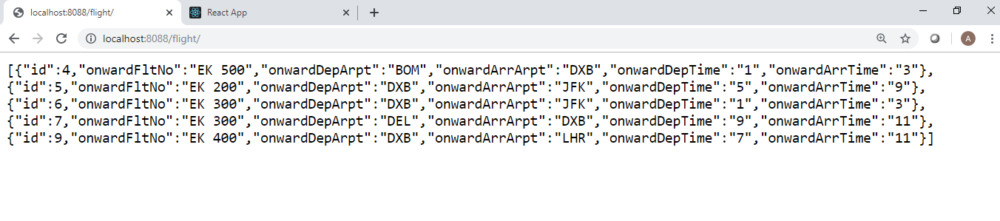 localhost:8088/flight/
React App
localhost:8088/flight/
A
[{"id":4,"onwardFltNo":"EK 500","onwardDepArpt":"BOM","onwardArrArpt":"DXB","onwardDepTime":"1","onwardArrTime":"3"},
{"id":5,"onwardFltNo":"EK 200","onwardDepArpt":"DXB","onwardArrArpt":"JFK","onwardDepTime":"5","onwardArrTime":"9"},
{"id":6,"onwardFltNo":"EK 300","onwardDepArpt":"DXB","onwardArrArpt":"JFK","onwardDepTime":"1","onwardArrTime":"3"},
{"id":7,"onwardFltNo":"EK 300","onwardDepArpt":"DEL","onwardArrArpt":"DXB","onwardDepTime":"9","onwardArrTime":"11"},
{"id":9,"onwardFltNo":"EK 400","onwardDepArpt":"DXB","onwardArrArpt":"LHR","onwardDepTime":"7","onwardArrTime":"11"}]